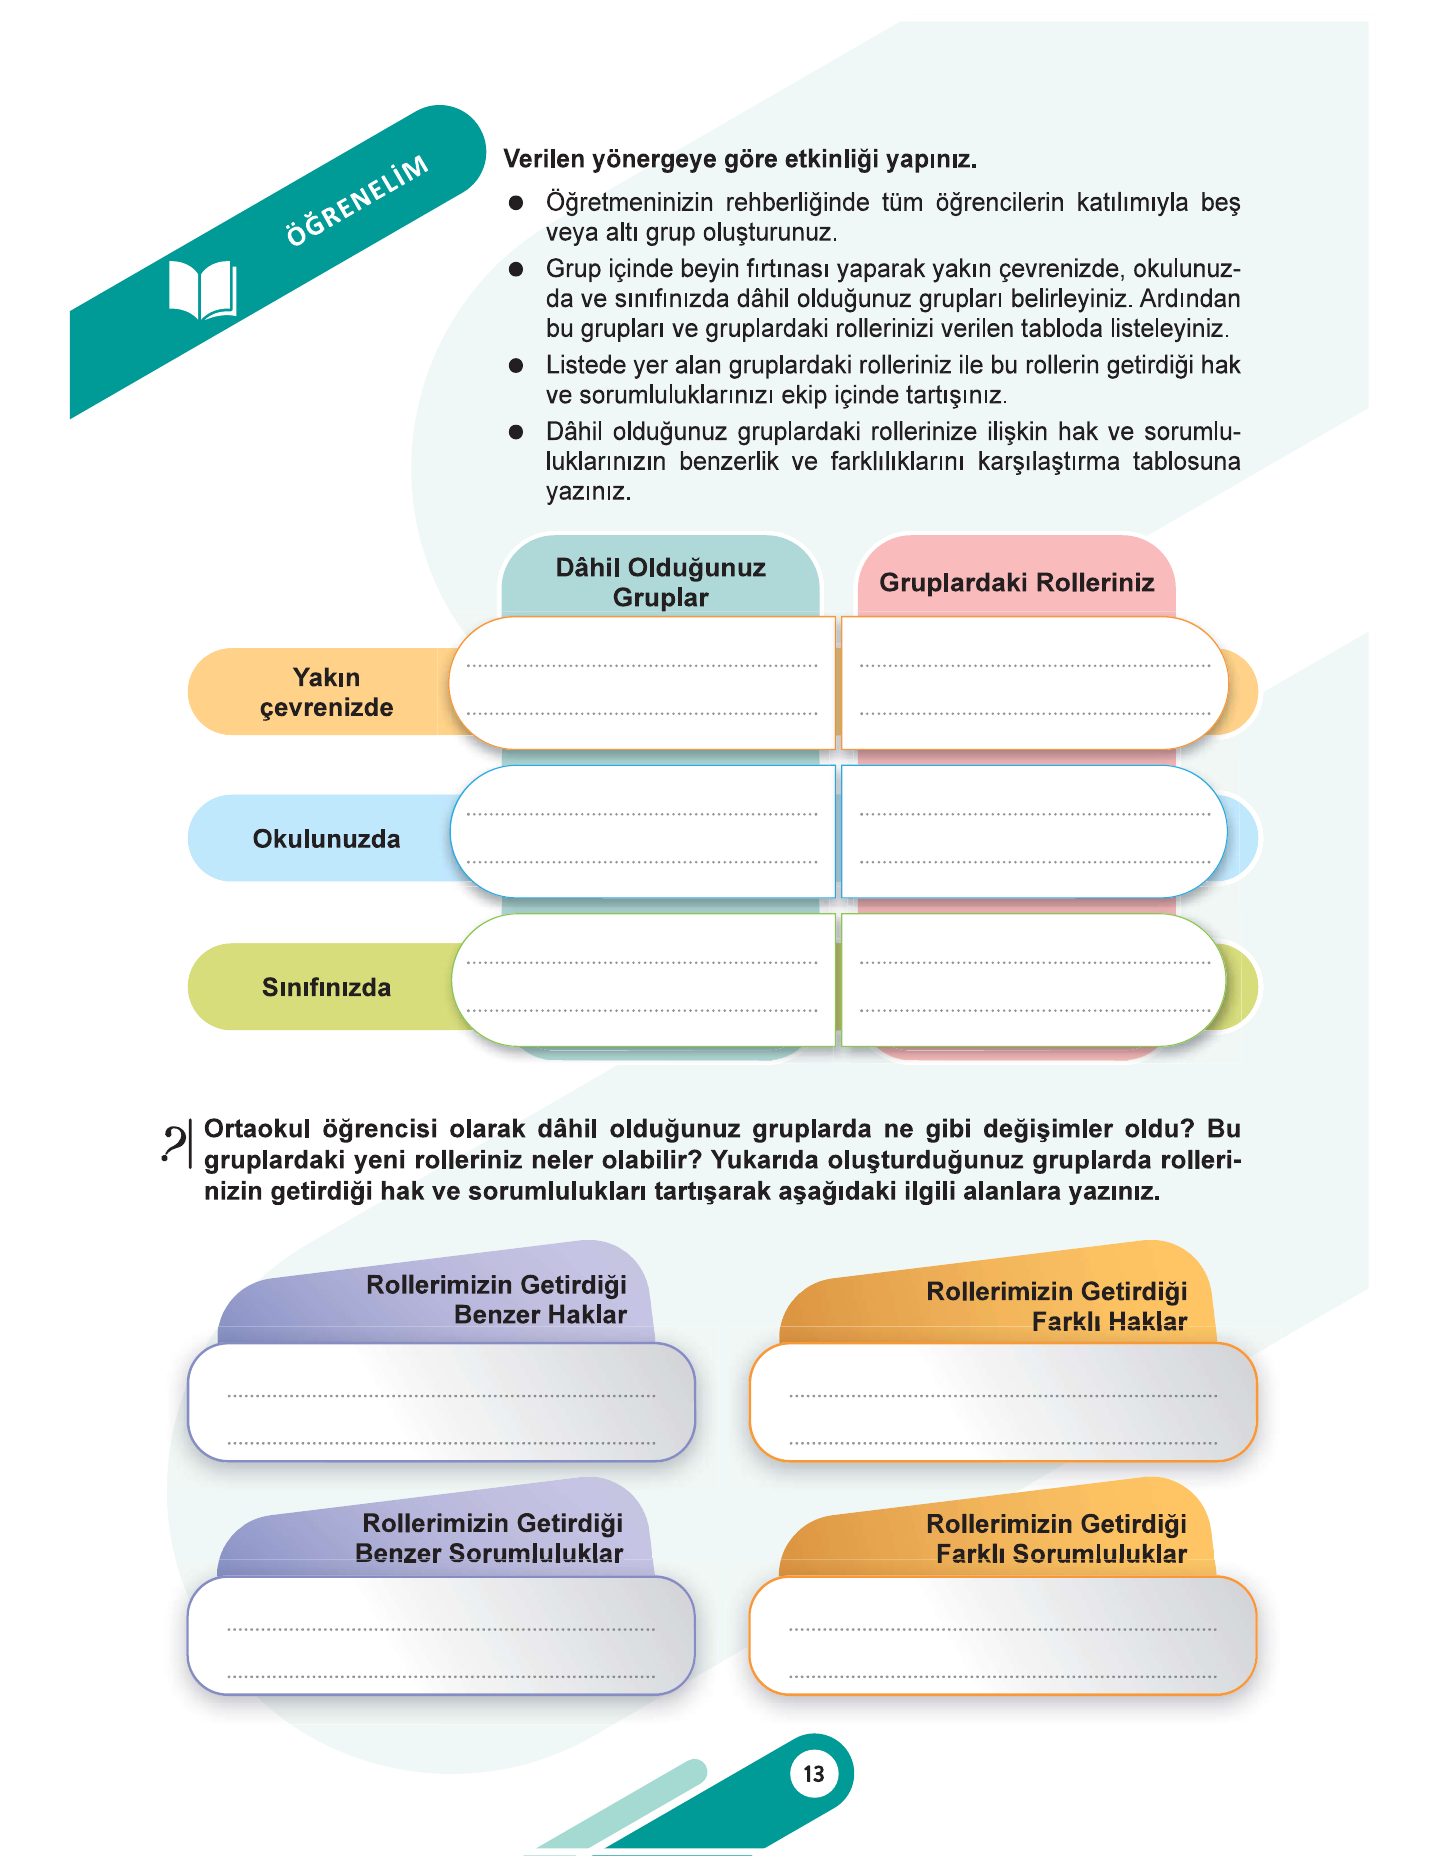 ÖĞRENELİM
Verilen yönergeye göre etkinliği yapınız.
● Öğretmeninizin rehberliğinde tüm öğrencilerin katılımıyla beş
veya altı grup oluşturunuz.
● Grup içinde beyin fırtınası yaparak yakın çevrenizde, okulunuz-
da ve sınıfınızda dâhil olduğunuz grupları belirleyiniz. Ardından
bu grupları ve gruplardaki rollerinizi verilen tabloda listeleyiniz.
● Listede yer alan gruplardaki rolleriniz ile bu rollerin getirdiği hak
ve sorumluluklarınızı ekip içinde tartışınız.
● Dâhil olduğunuz gruplardaki rollerinize ilişkin hak ve sorumlu-
luklarınızın benzerlik ve farklılıklarını karşılaştırma tablosuna
yazınız.
Dâhil Olduğunuz
Gruplar
Gruplardaki Rolleriniz
Yakın
çevrenizde
Okulunuzda
Sınıfınızda
? Ortaokul öğrencisi olarak dâhil olduğunuz gruplarda ne gibi değişimler oldu? Bu
gruplardaki yeni rolleriniz neler olabilir? Yukarıda oluşturduğunuz gruplarda rolleri-
nizin getirdiği hak ve sorumlulukları tartışarak aşağıdaki ilgili alanlara yazınız.
Rollerimizin Getirdiği
Benzer Haklar
Rollerimizin Getirdiği
Farklı Haklar
Rollerimizin Getirdiği
Benzer Sorumluluklar
Rollerimizin Getirdiği
Farklı Sorumluluklar
13